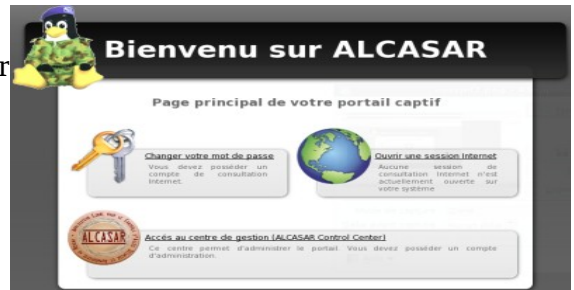 r
Bienvenu sur ALCASAR
Page principal de votre portail captif
Changer votre mot de passe
Vous devez posséder un
compte de consultation
Internet.
Ouvrir une session Internet
Aucune session de
consultation Internet n'est
actuellement ouverte sur
votre système
ALCASAR
Accès au centre de gestion (ALCASAR Control Center)
Ce centre permet d'administrer le portail. Vous devez posséder un compte
d'administration.